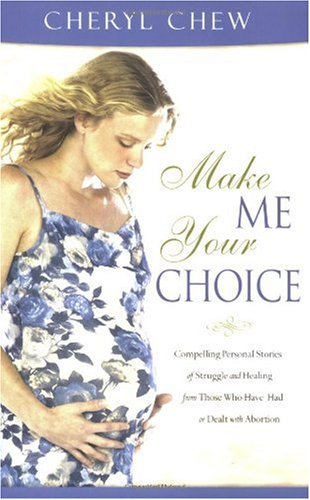 CHERYL CHEW
Make
ME
Your
CHOICE
Compelling Personal Stories
of Struggle and Healing
from Those Who Have Had
or Dealt with Abortion